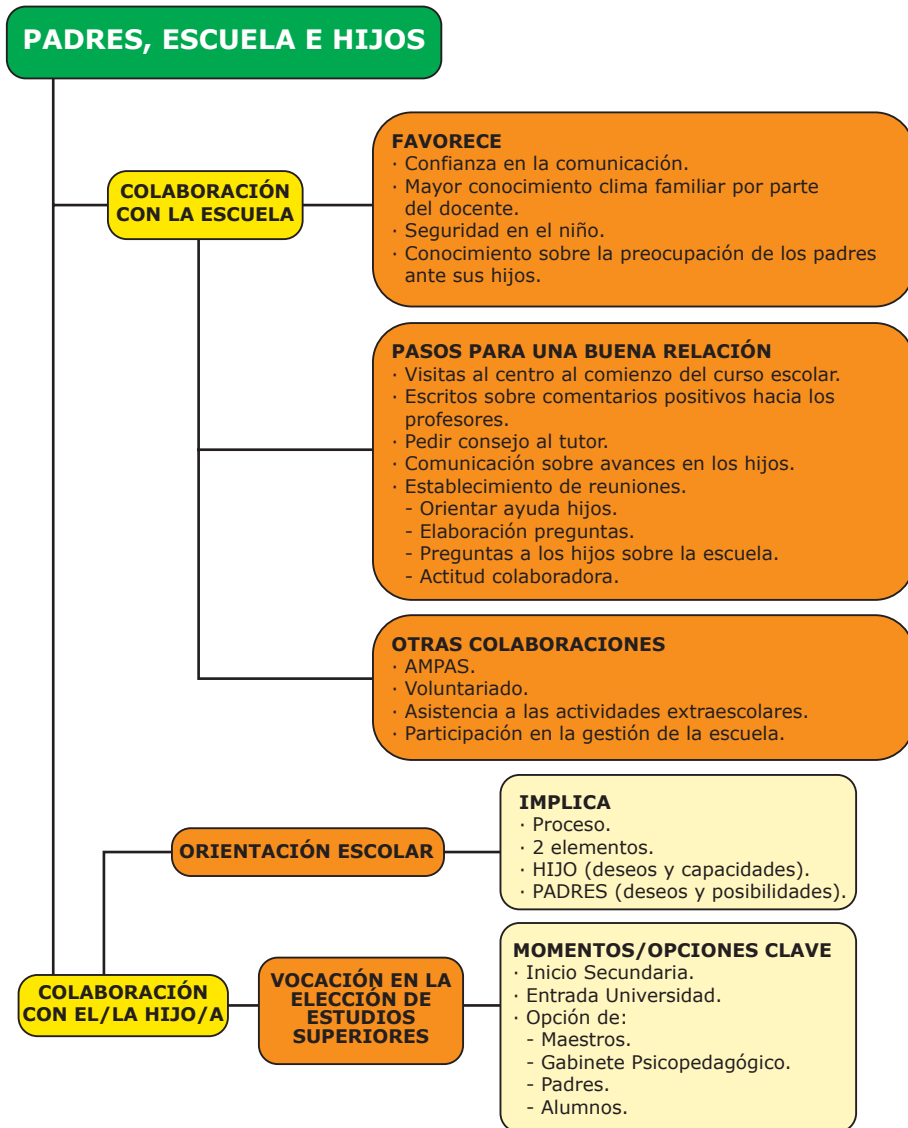 PADRES, ESCUELA E HIJOS
COLABORACIÓN
CON LA ESCUELA
FAVORECE
· Confianza en la comunicación.
· Mayor conocimiento clima familiar por parte
del docente.
· Seguridad en el niño.
· Conocimiento sobre la preocupación de los padres
ante sus hijos.
PASOS PARA UNA BUENA RELACIÓN
· Visitas al centro al comienzo del curso escolar.
· Escritos sobre comentarios positivos hacia los
profesores.
· Pedir consejo al tutor.
· Comunicación sobre avances en los hijos.
· Establecimiento de reuniones.
- Orientar ayuda hijos.
- Elaboración preguntas.
- Preguntas a los hijos sobre la escuela.
- Actitud colaboradora.
OTRAS COLABORACIONES
· AMPAS.
· Voluntariado.
· Asistencia a las actividades extraescolares.
· Participación en la gestión de la escuela.
ORIENTACIÓN ESCOLAR
IMPLICA
· Proceso.
· 2 elementos.
· HIJO (deseos y capacidades).
· PADRES (deseos y posibilidades).
COLABORACIÓN
CON EL/LA HIJO/A
VOCACIÓN EN LA
ELECCIÓN DE
ESTUDIOS
SUPERIORES
MOMENTOS/OPCIONES CLAVE
· Inicio Secundaria.
· Entrada Universidad.
· Opción de:
- Maestros.
- Gabinete Psicopedagógico.
- Padres.
- Alumnos.